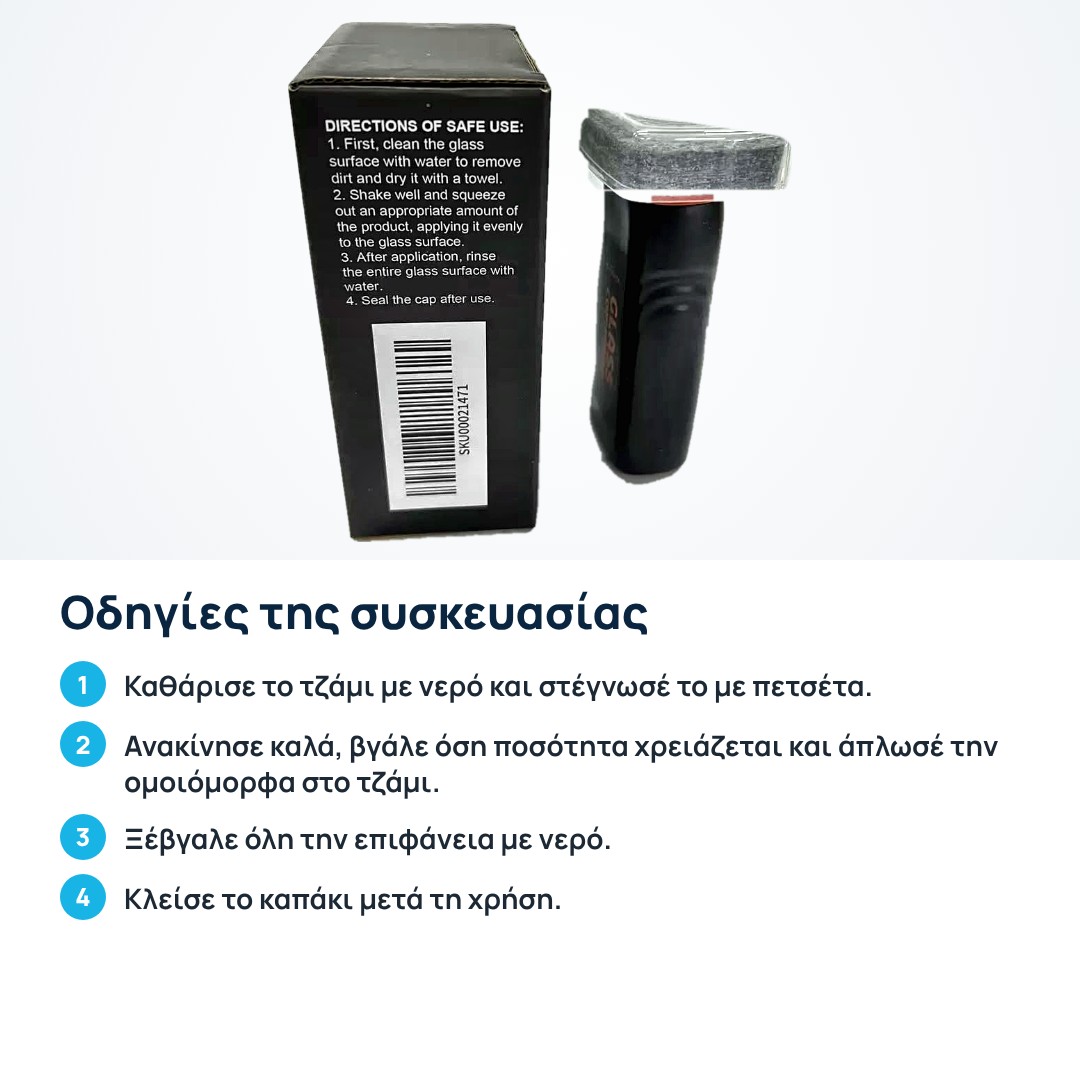 DIRECTIONS OF SAFE USE:
1. First, clean the glass
surface with water to remove
dirt and dry it with a towel.
2. Shake well and squeeze
out an appropriate amount of
the product, applying it evenly
to the glass surface.
3. After application, rinse
the entire glass surface with
water.
4. Seal the cap after use.
SKU00021471
GLASS
Οδηγίες της συσκευασίας
1 Καθάρισε το τζάμι με νερό και στέγνωσέ το με πετσέτα.
2 Ανακίνησε καλά, βγάλε όση ποσότητα χρειάζεται και άπλωσέ την
ομοιόμορφα στο τζάμι.
3 Ξέβγαλε όλη την επιφάνεια με νερό.
4 Κλείσε το καπάκι μετά τη χρήση.